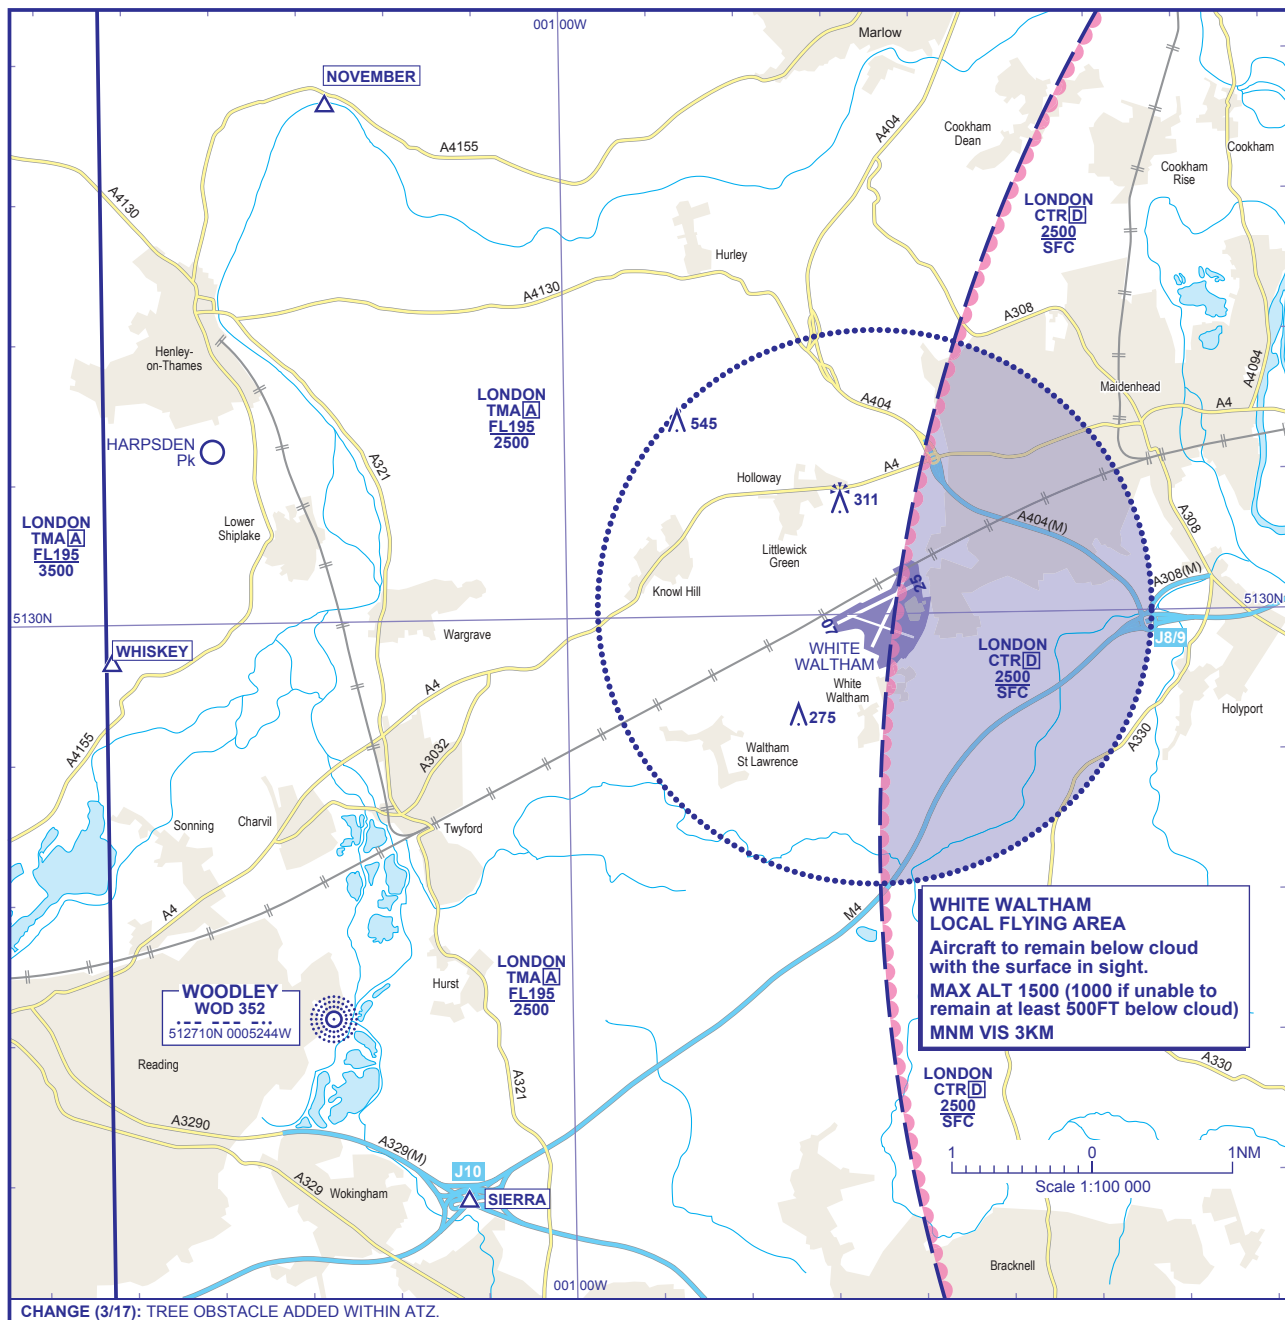 001 00W
Marlow
NOVEMBER
A404
Cookham
Dean
Cookham
A4155
Cookham
Rise
A4130
LONDON
CTR D
2500
SFC
Hurley
A4130
A308
Henley-
on-Thames
A4094
Maidenhead
LONDON
TMA A
FL195
2500
A404
A4
545
HARPSDEN
Pk
A321
A4
Holloway
311
LONDON
TMA A
FL195
3500
Lower
Shiplake
A404(M)
A308
Littlewick
Green
A308(M)
25
Knowl Hill
5130N
5130N
07
Wargrave
J8/9
WHISKEY
WHITE
WALTHAM
LONDON
CTR D
2500
SFC
A4
White
Waltham
Holyport
275
A330
A4155
A3032
Waltham
St Lawrence
Sonning
Charvil
Twyford
A4
M4
WHITE WALTHAM
LOCAL FLYING AREA
Aircraft to remain below cloud
with the surface in sight.
MAX ALT 1500 (1000 if unable to
remain at least 500FT below cloud)
MNM VIS 3KM
LONDON
TMA A
FL195
2500
Hurst
WOODLEY
WOD 352
512710N 0005244W
Reading
A330
A321
LONDON
CTR D
2500
SFC
A3290
A329(M)
1 0 1NM
Scale 1:100 000
J10
A329
Wokingham
SIERRA
Bracknell
001 00W
CHANGE (3/17): TREE OBSTACLE ADDED WITHIN ATZ.